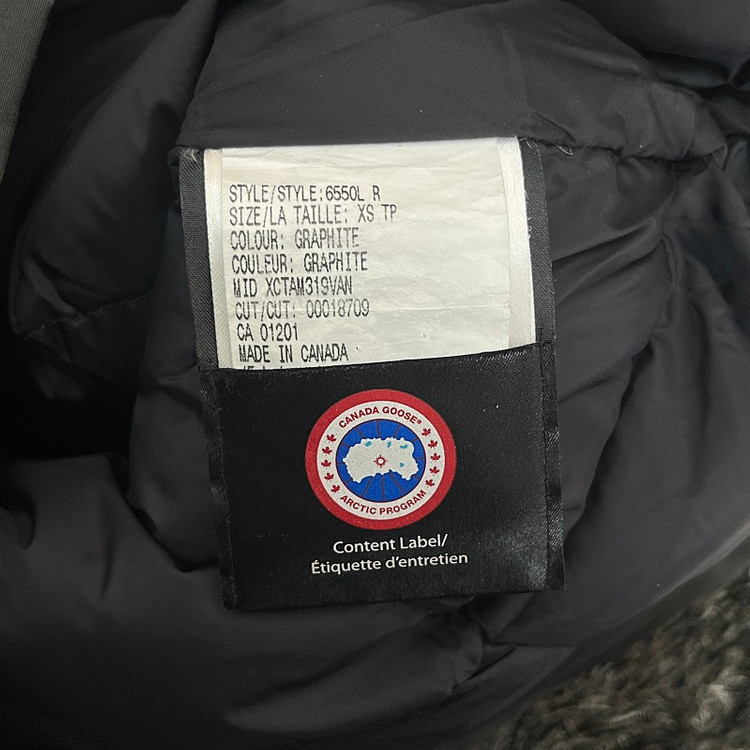 STYLE/STYLE:6550L R
SIZE/LA TAILLE: XS TP
COLOUR: GRAPHITE
COULEUR: GRAPHITE
MID XCTAM319VAN
CUT/CUT: 00018709
CA 01201
MADE IN CANADA
CANADA GOOSE®
ARCTIC PROGRAM
Content Label/
Étiquette d'entretien